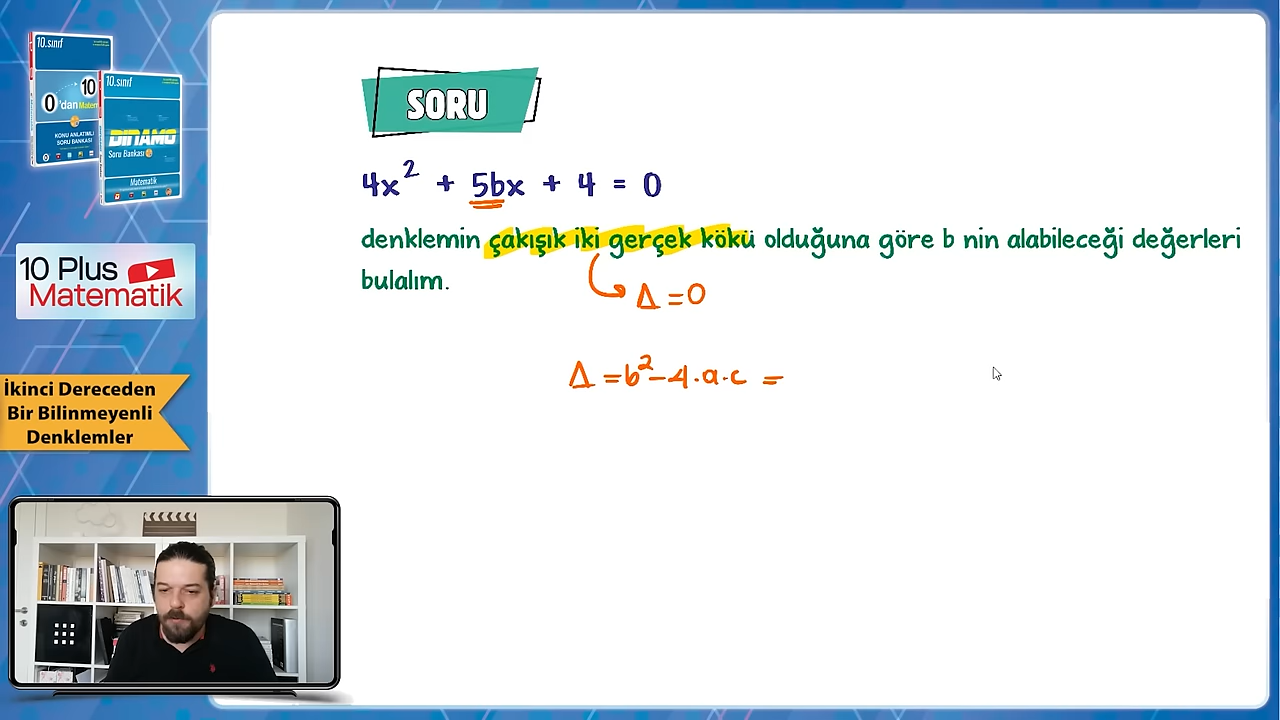 10.sınıf
0'dan 10
KONU ANLATIMLI
SORU BANKASI
10.sınıf
DİNAMO
Soru Bankası
Matematik
10 Plus
Matematik
İkinci Dereceden
Bir Bilinmeyenli
Denklemler
SORU
4x² + 5bx + 4 = 0
denklemin çakışık iki gerçek kökü olduğuna göre b nin alabileceği değerleri
bulalım.
Δ = 0
Δ = b² - 4.a.c =